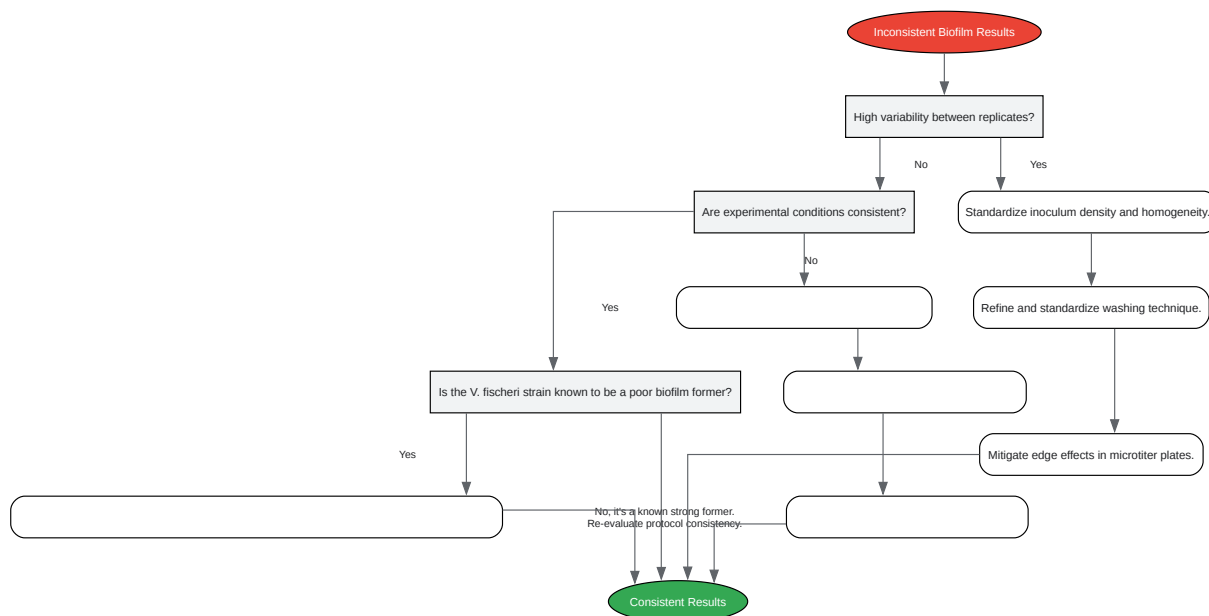 Inconsistent Biofilm Results
High variability between replicates?
No
Yes
Are experimental conditions consistent?
Standardize inoculum density and homogeneity.
No
Yes
Refine and standardize washing technique.
Is the V. fischeri strain known to be a poor biofilm former?
Yes
Mitigate edge effects in microtiter plates.
No, it's a known strong former.
Re-evaluate protocol consistency.
Consistent Results